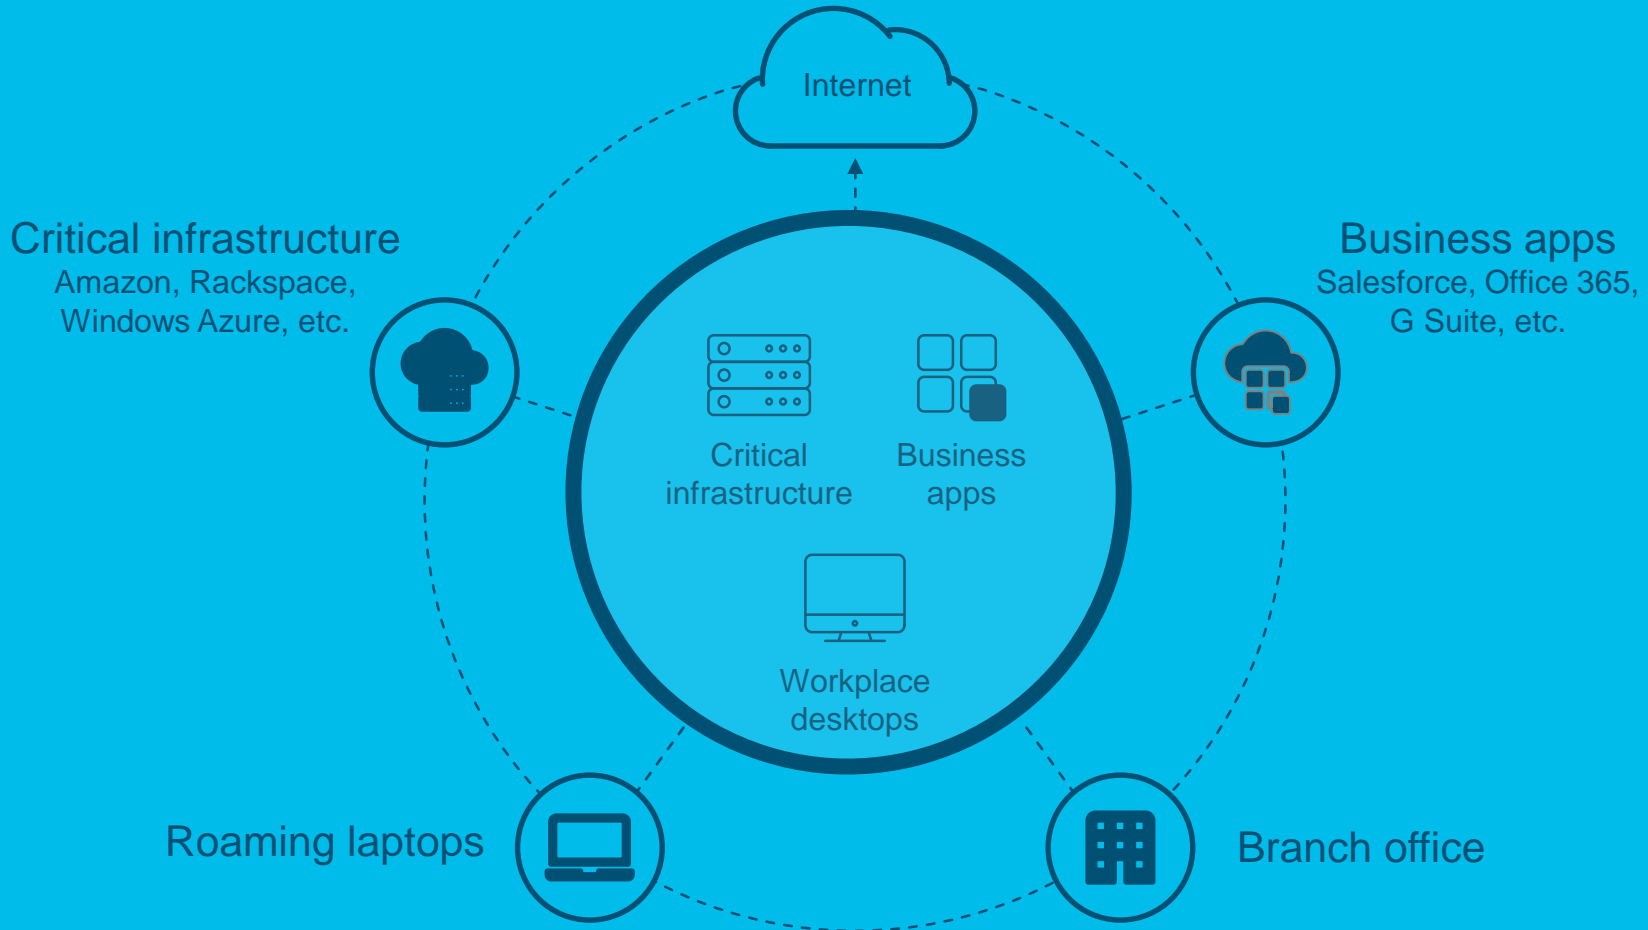 Internet
Critical infrastructure
Amazon, Rackspace,
Windows Azure, etc.
Business apps
Salesforce, Office 365,
G Suite, etc.
Critical
infrastructure
Business
apps
Workplace
desktops
Roaming laptops
Branch office